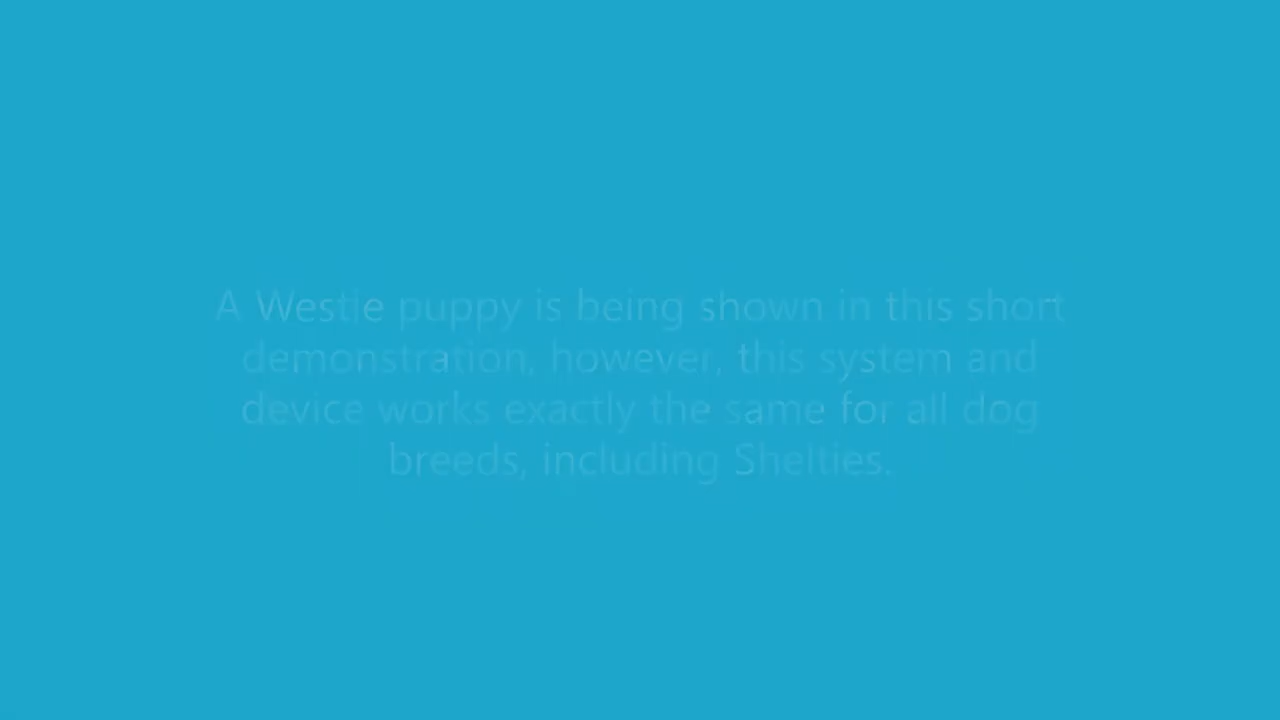 A Westie puppy is being shown in this short
demonstration, however, this system and
device works exactly the same for all dog
breeds, including Shelties.